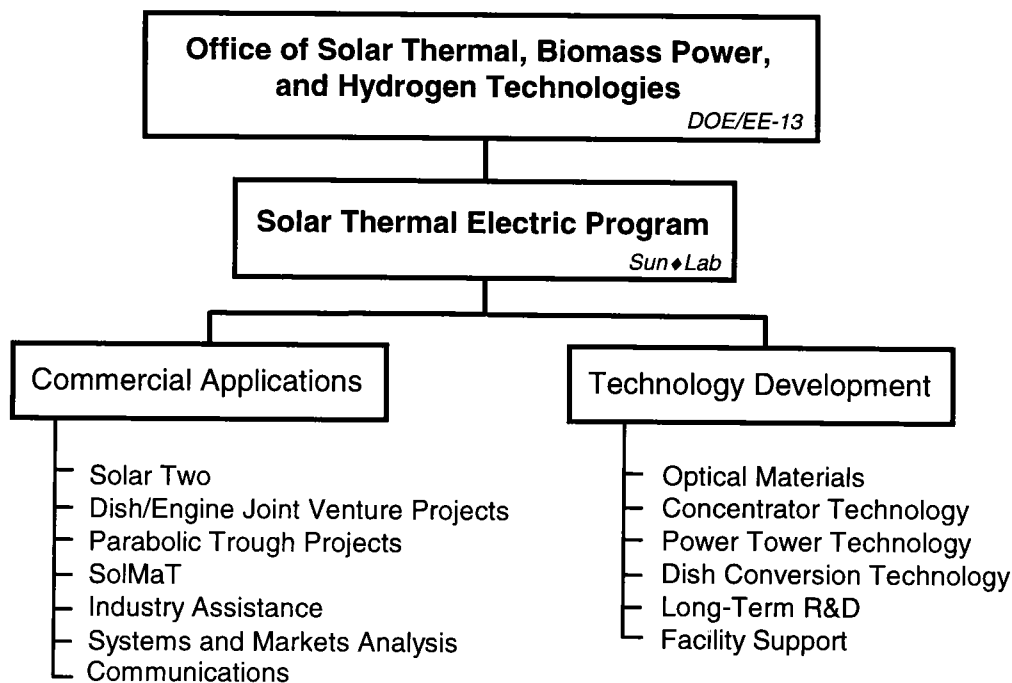 Office of Solar Thermal, Biomass Power,
and Hydrogen Technologies
DOE/EE-13
Solar Thermal Electric Program
Sun♦Lab
Commercial Applications
Solar Two
Dish/Engine Joint Venture Projects
Parabolic Trough Projects
SolMaT
Industry Assistance
Systems and Markets Analysis
Communications
Technology Development
Optical Materials
Concentrator Technology
Power Tower Technology
Dish Conversion Technology
Long-Term R&D
Facility Support